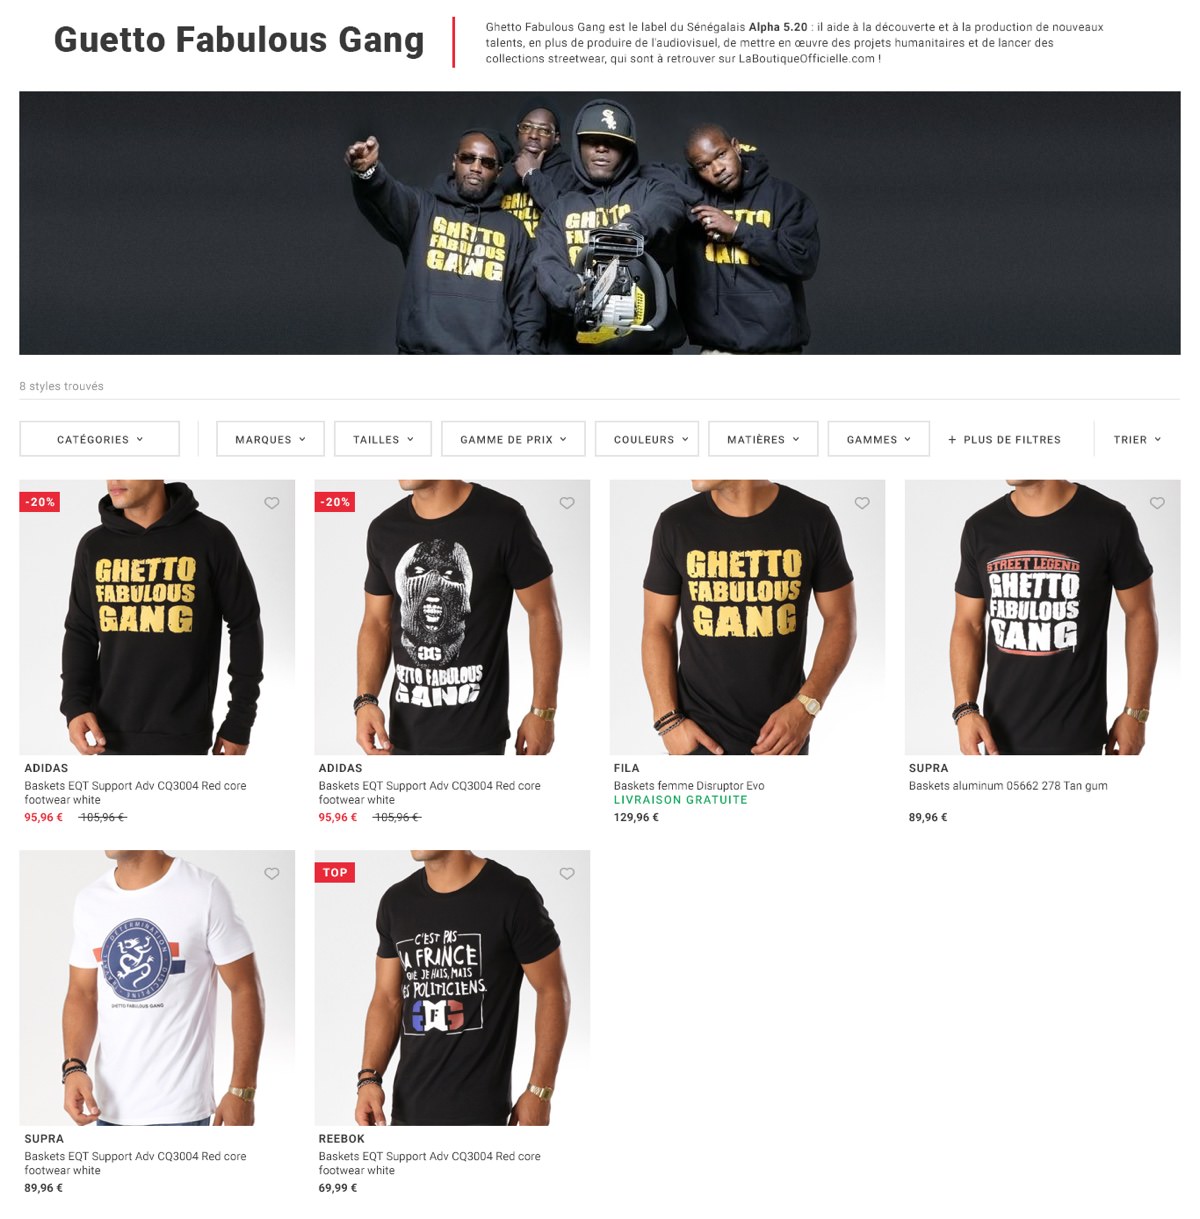 Guetto Fabulous Gang
Ghetto Fabulous Gang est le label du Sénégalais Alpha 5.20 : il aide à la découverte et à la production de nouveaux
talents, en plus de produire de l'audiovisuel, de mettre en œuvre des projets humanitaires et de lancer des
collections streetwear, qui sont à retrouver sur LaBoutiqueOfficielle.com !
GHETTO
FABULOUS
GANG
8 styles trouvés
CATÉGORIES
MARQUES
TAILLES
GAMME DE PRIX
COULEURS
MATIÈRES
GAMMES
+ PLUS DE FILTRES
TRIER
-20%
GHETTO
FABULOUS
GANG
-20%
GHETTO FABULOUS
GANG
GHETTO
FABULOUS
GANG
STREET LEGEND
GHETTO
FABULOUS
GANG
ADIDAS
Baskets EQT Support Adv CQ3004 Red core
footwear white
95,96 € 105,96 €
ADIDAS
Baskets EQT Support Adv CQ3004 Red core
footwear white
95,96 € 105,96 €
FILA
Baskets femme Disruptor Evo
LIVRAISON GRATUITE
129,96 €
SUPRA
Baskets aluminum 05662 278 Tan gum
89,96 €
DETERMINATION
DISCIPLINE
GHETTO FABULOUS GANG
TOP
C'EST PAS
LA FRANCE
QUE JE HAIS, MAIS
LES POLITICIENS.
GFG
SUPRA
Baskets EQT Support Adv CQ3004 Red core
footwear white
89,96 €
REEBOK
Baskets EQT Support Adv CQ3004 Red core
footwear white
69,99 €